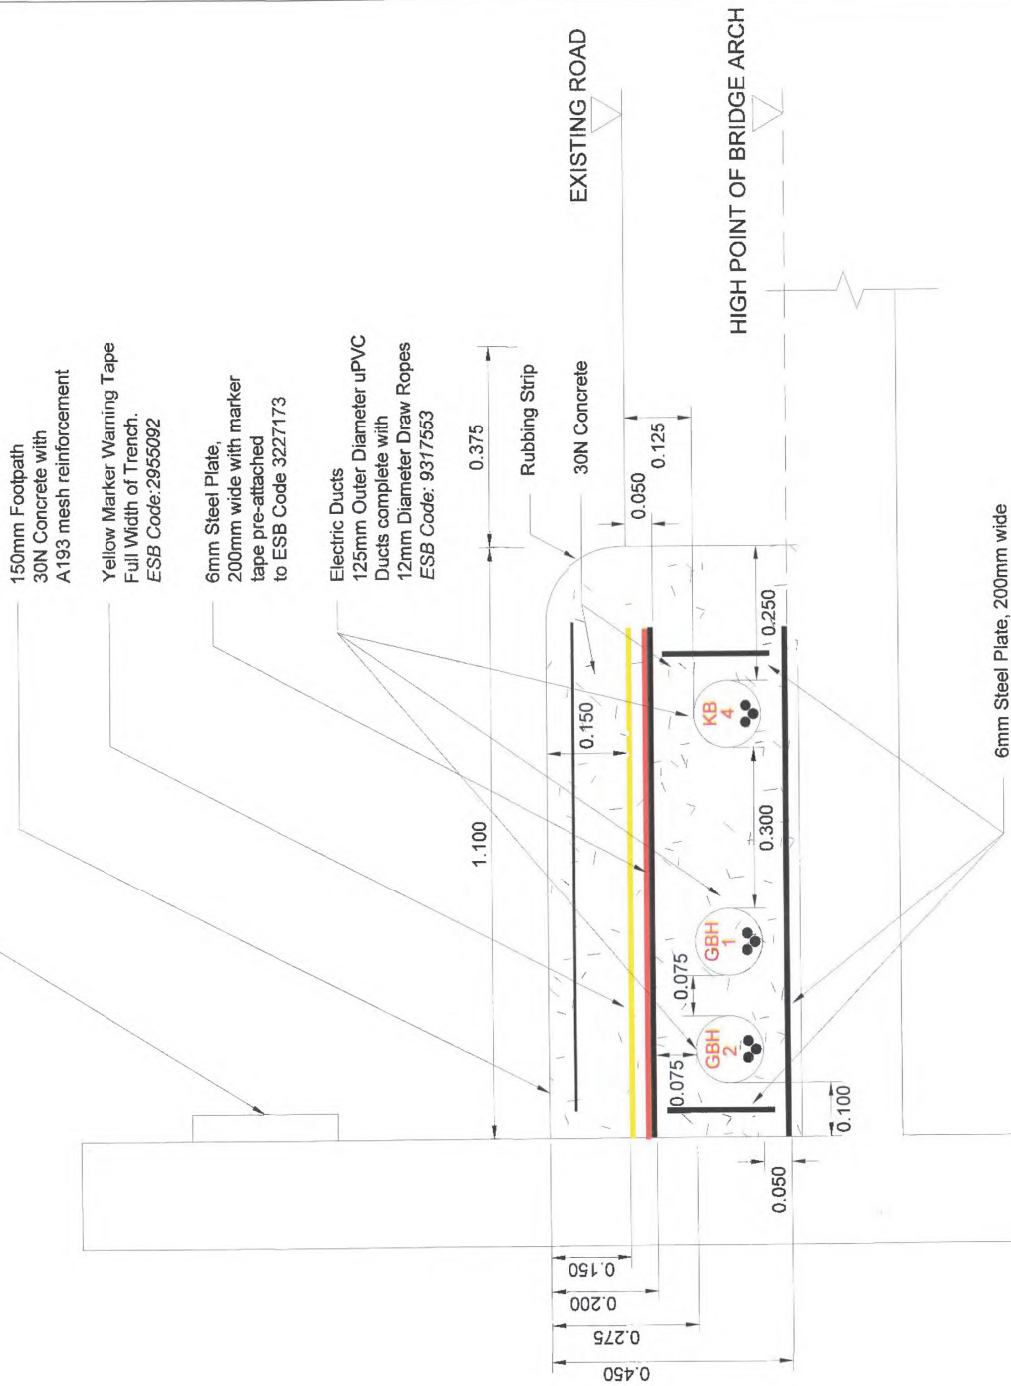 150mm Footpath
30N Concrete with
A193 mesh reinforcement
Yellow Marker Warning Tape
Full Width of Trench.
ESB Code:2955092
6mm Steel Plate,
200mm wide with marker
tape pre-attached
to ESB Code 3227173
Electric Ducts
125mm Outer Diameter uPVC
Ducts complete with
12mm Diameter Draw Ropes
ESB Code: 9317553
EXISTING ROAD
HIGH POINT OF BRIDGE ARCH
0.375
Rubbing Strip
30N Concrete
0.125
0.050
1.100
0.150
0.250
KB
4
0.300
GBH
1
0.075
GBH
2
0.075
0.100
0.050
0.150
0.200
0.275
0.450
6mm Steel Plate, 200mm wide